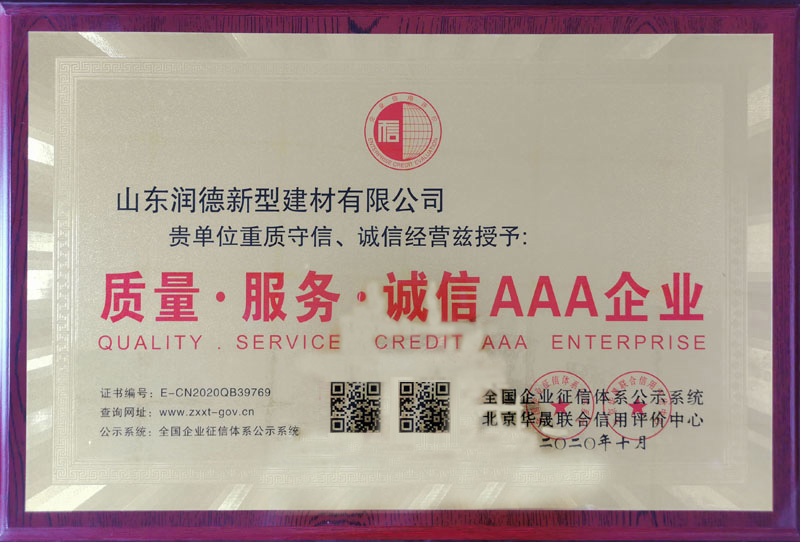 信
ENTERPRISE CREDIT EVALUATION
山东润德新型建材有限公司
贵单位重质守信、诚信经营兹授予:
质量·服务·诚信AAA企业
QUALITY . SERVICE CREDIT AAA ENTERPRISE
证书编号: E-CN2020QB39769
查询网址: www.zxxt-gov.cn
公示系统: 全国企业征信体系公示系统
全国企业征信体系公示系统
北京华晟联合信用评价中心
二〇二〇年十月